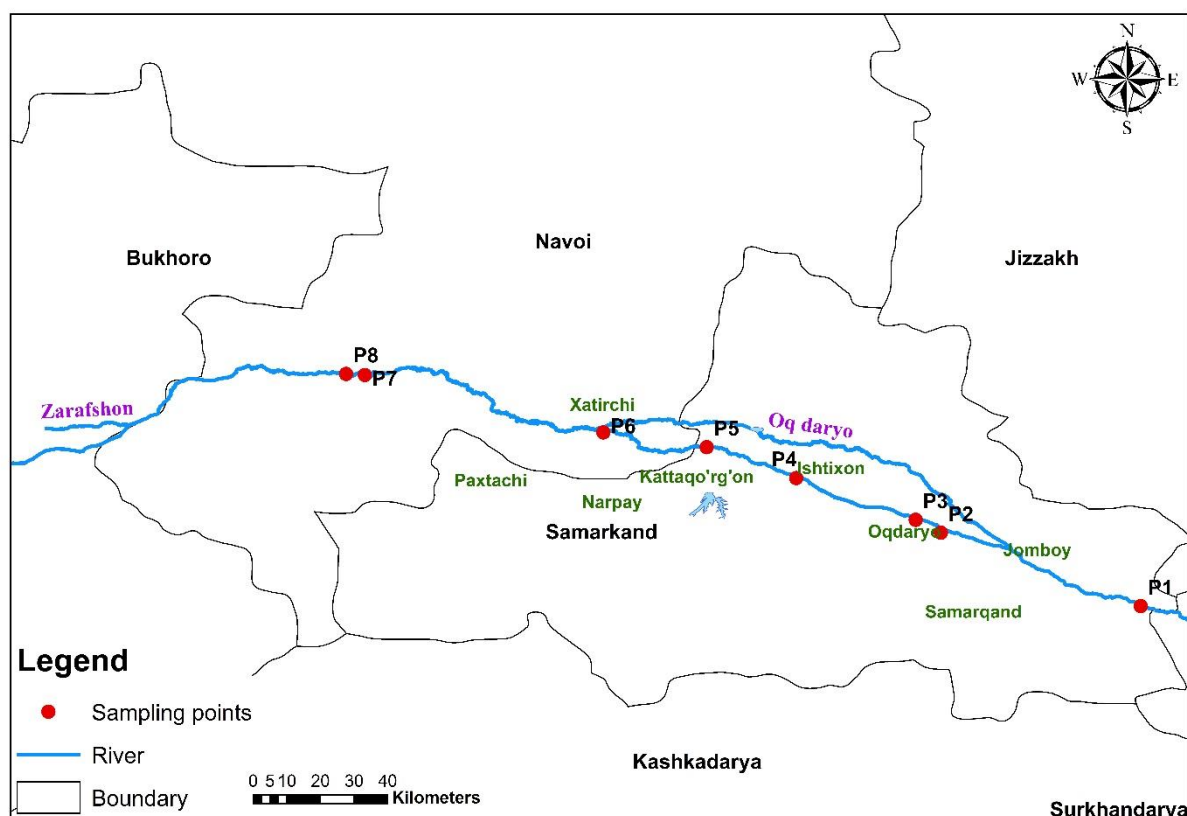 N
W E
S
Navoi
Bukhoro
Jizzakh
P8
P7
Zarafshon
Xatirchi
P6
P5
Oq daryo
P4
Ishtixon
Kattaqo'rg'on
Paxtachi
Narpay
Samarkand
P3
P2
Oqdaryo
Jomboy
P1
Samarqand
Legend
Sampling points
River
Boundary
0 5 10 20 30 40
Kilometers
Kashkadarya
Surkhandarya